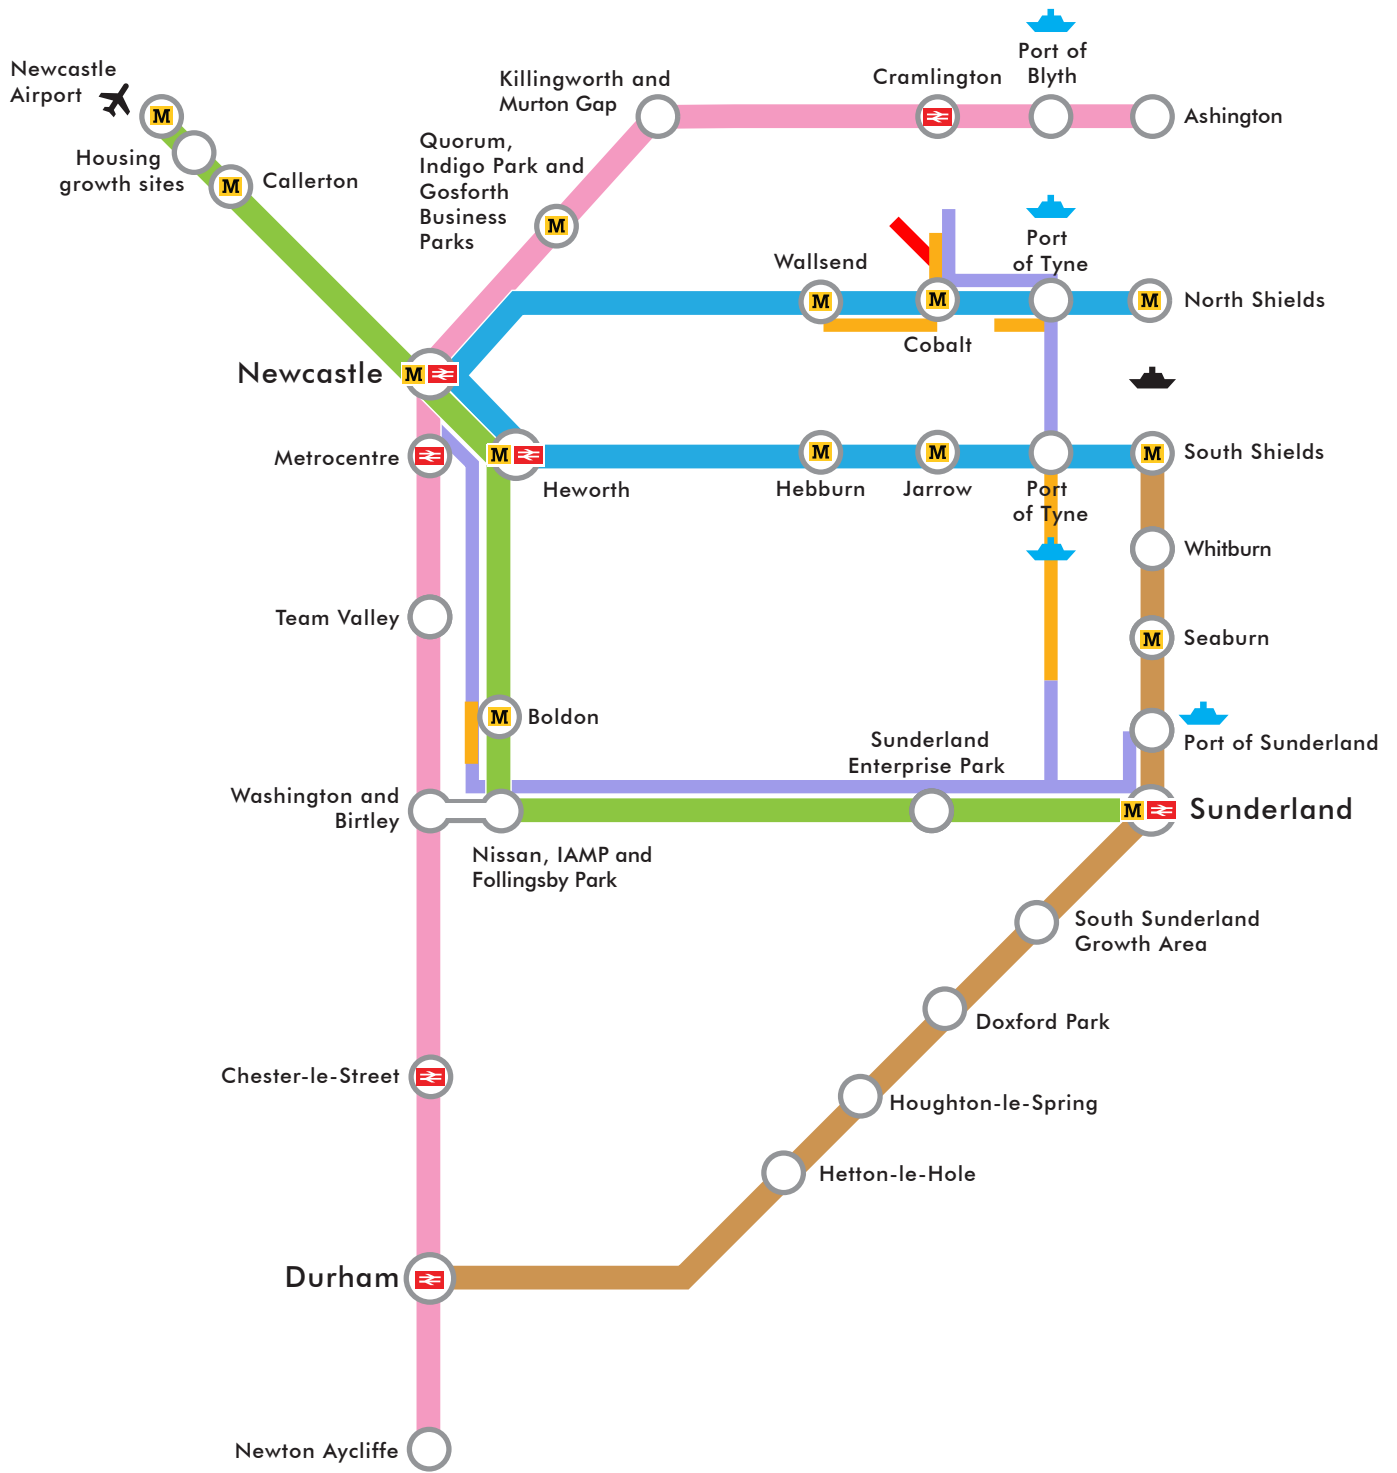 Port of
Blyth
Newcastle
Airport
M
Killingworth and
Murton Gap
Cramlington
Ashington
Quorum,
Indigo Park and
Gosforth
Business
Parks
M
Housing
growth sites
M
Callerton
Port
of Tyne
Wallsend
M
M
M
North Shields
Cobalt
Newcastle
M
Metrocentre
M
Heworth
M
Hebburn
M
Jarrow
Port
of Tyne
M
South Shields
Whitburn
Team Valley
M
Seaburn
M
Boldon
Sunderland
Enterprise Park
Port of Sunderland
Washington and
Birtley
M
Sunderland
Nissan, IAMP and
Follingsby Park
South Sunderland
Growth Area
Doxford Park
Chester-le-Street
Houghton-le-Spring
Hetton-le-Hole
Durham
Newton Aycliffe